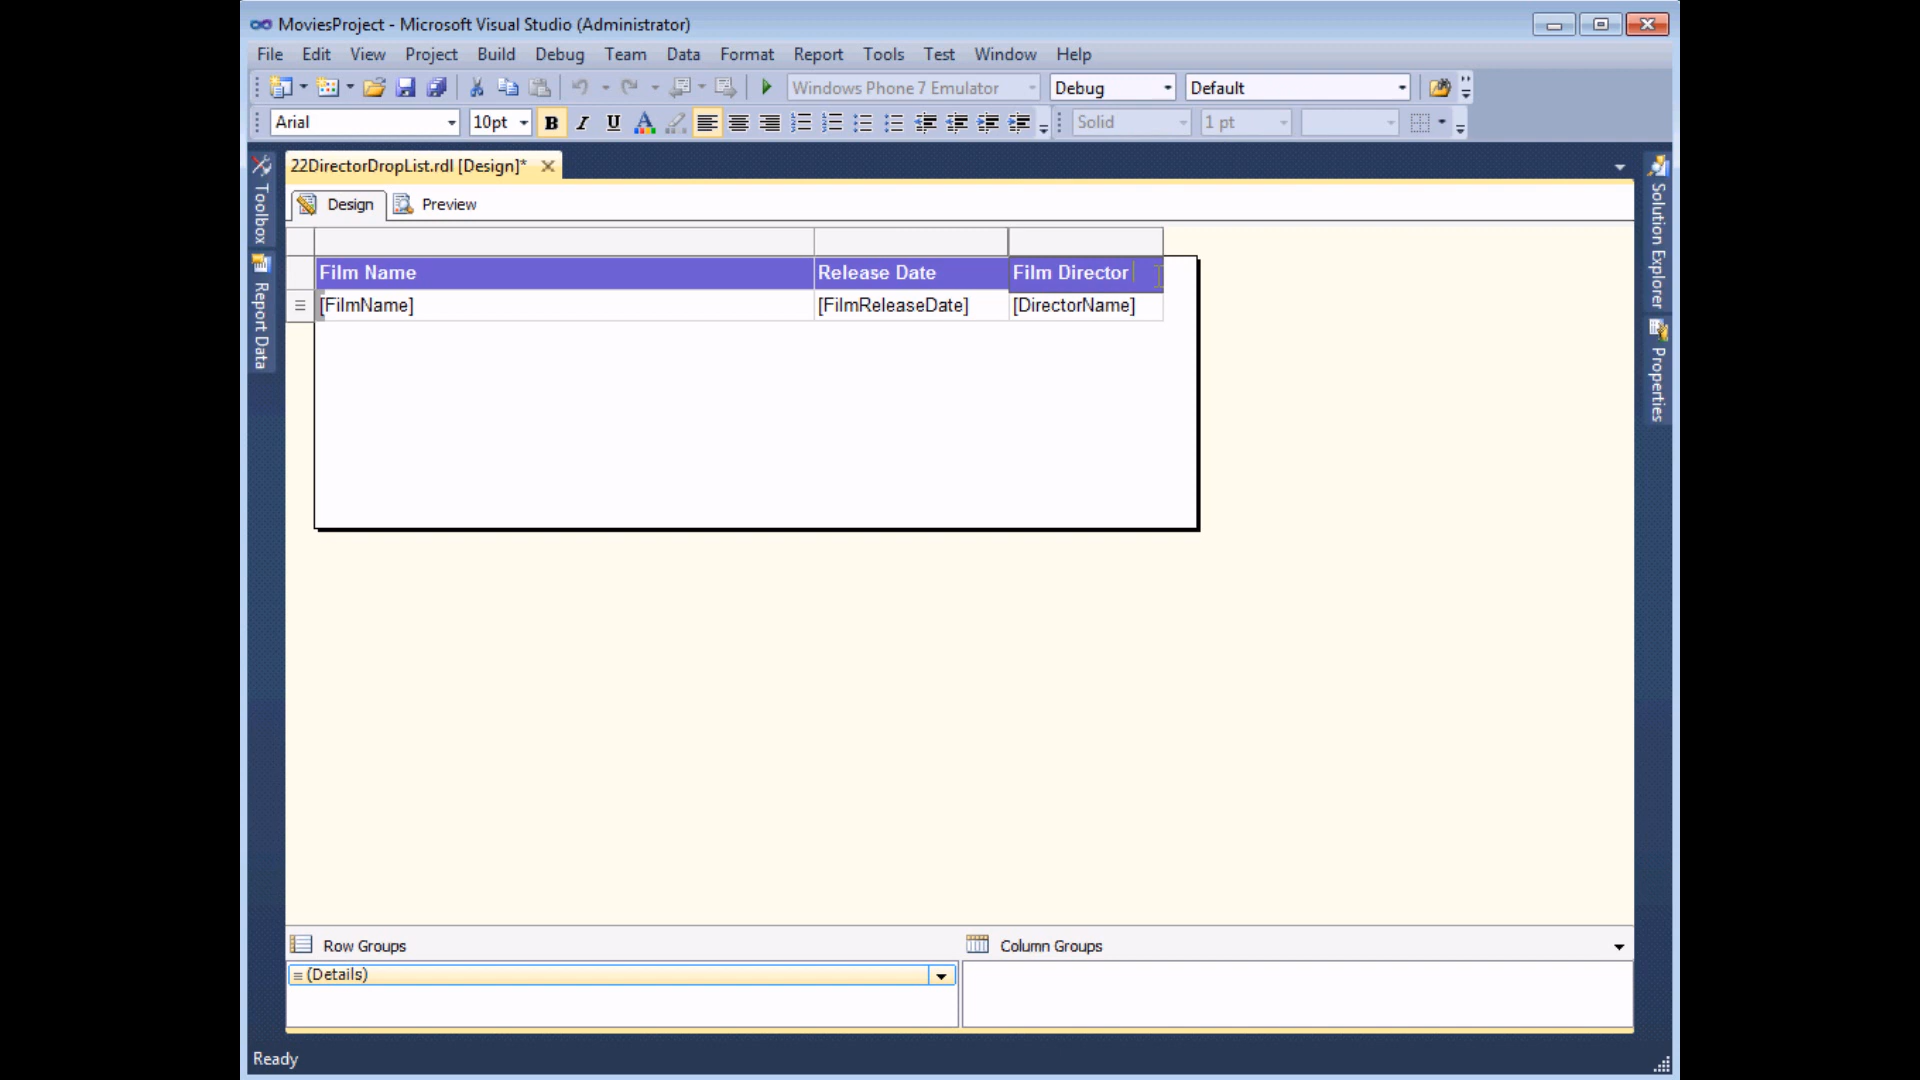 MoviesProject - Microsoft Visual Studio (Administrator)
File Edit View Project Build Debug Team Data Format Report Tools Test Window Help
Windows Phone 7 Emulator Debug Default
Arial 10pt B I U A Solid 1 pt
22DirectorDropList.rdl [Design]*
Design Preview
Toolbox
Report Data
Solution Explorer
Properties
Film Name Release Date Film Director
[FilmName] [FilmReleaseDate] [DirectorName]
Row Groups Column Groups
(Details)
Ready